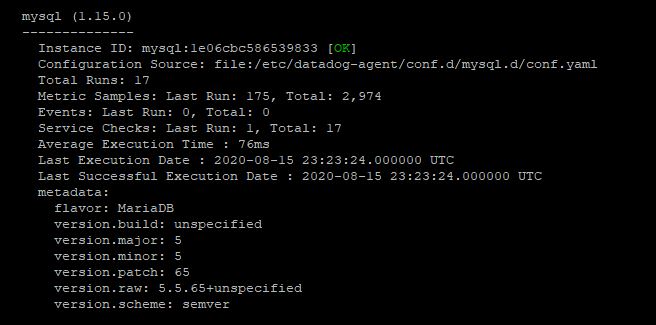 mysql (1.15.0)
--------------
Instance ID: mysql:1e06cbc586539833 [OK]
Configuration Source: file:/etc/datadog-agent/conf.d/mysql.d/conf.yaml
Total Runs: 17
Metric Samples: Last Run: 175, Total: 2,974
Events: Last Run: 0, Total: 0
Service Checks: Last Run: 1, Total: 17
Average Execution Time : 76ms
Last Execution Date : 2020-08-15 23:23:24.000000 UTC
Last Successful Execution Date : 2020-08-15 23:23:24.000000 UTC
metadata:
flavor: MariaDB
version.build: unspecified
version.major: 5
version.minor: 5
version.patch: 65
version.raw: 5.5.65+unspecified
version.scheme: semver